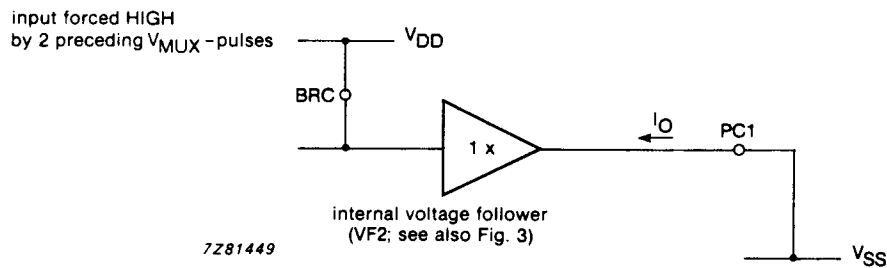 input forced HIGH
by 2 preceding VMUX-pulses
VDD
BRC
1 x
IO
PC1
internal voltage follower
(VF2; see also Fig. 3)
7Z81449
VSS